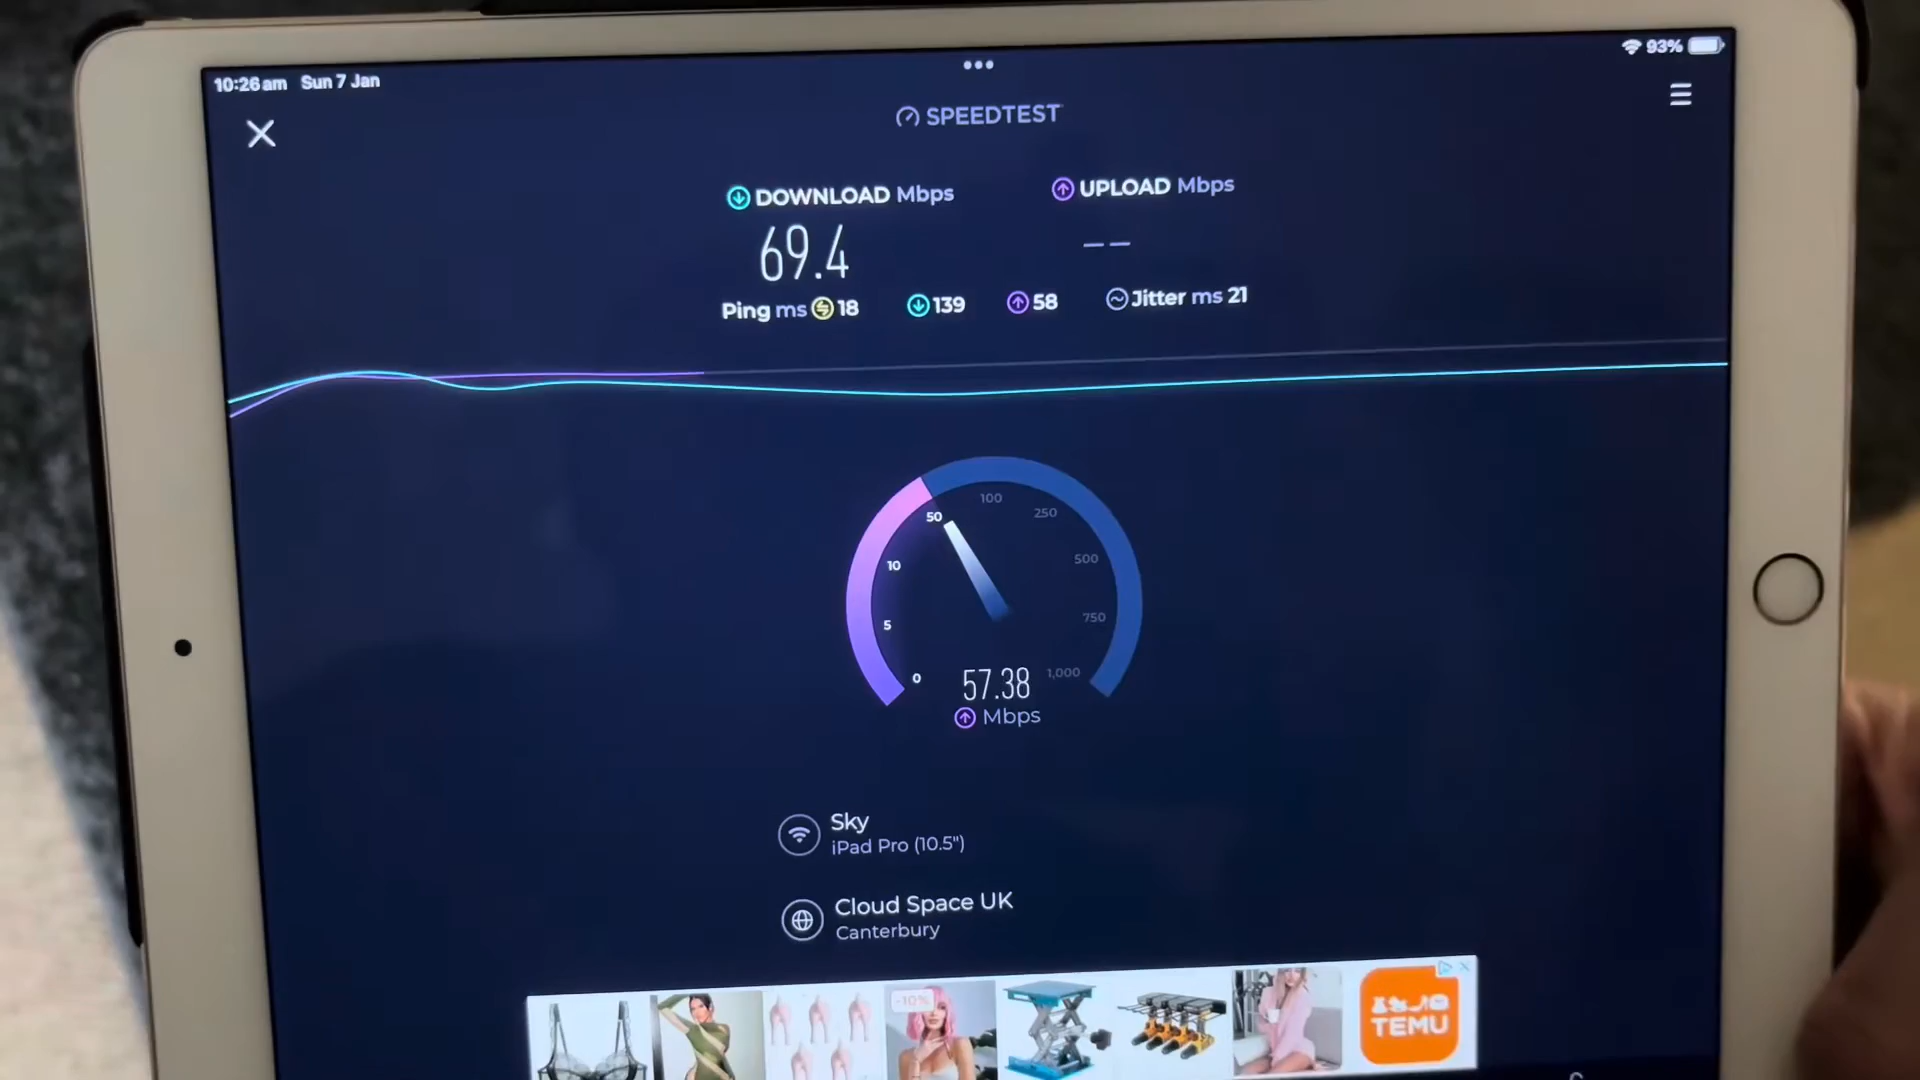 10:26 am Sun 7 Jan
93%
SPEEDTEST
DOWNLOAD Mbps
69.4
UPLOAD Mbps
— —
Ping ms 18 139 58 Jitter ms 21
0
5
10
50
100
250
500
750
1,000
57.38
Mbps
Sky
iPad Pro (10.5")
Cloud Space UK
Canterbury
-10%
TEMU